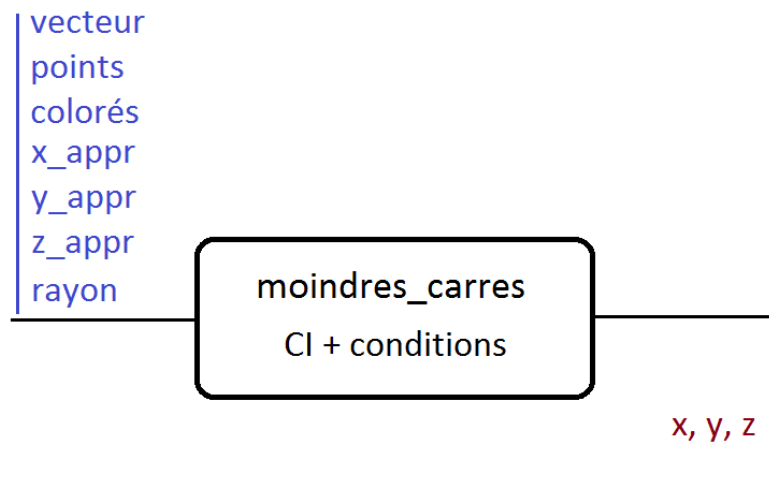 vecteur
points
colorés
x_appr
y_appr
z_appr
rayon
moindres_carres
CI + conditions
x, y, z